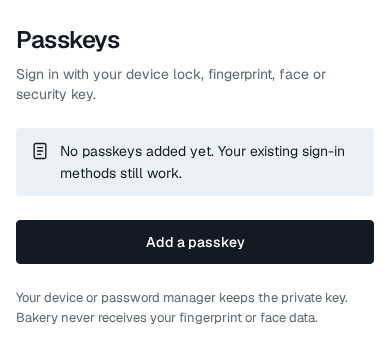 Passkeys
Sign in with your device lock, fingerprint, face or
security key.
No passkeys added yet. Your existing sign-in
methods still work.
Add a passkey
Your device or password manager keeps the private key.
Bakery never receives your fingerprint or face data.